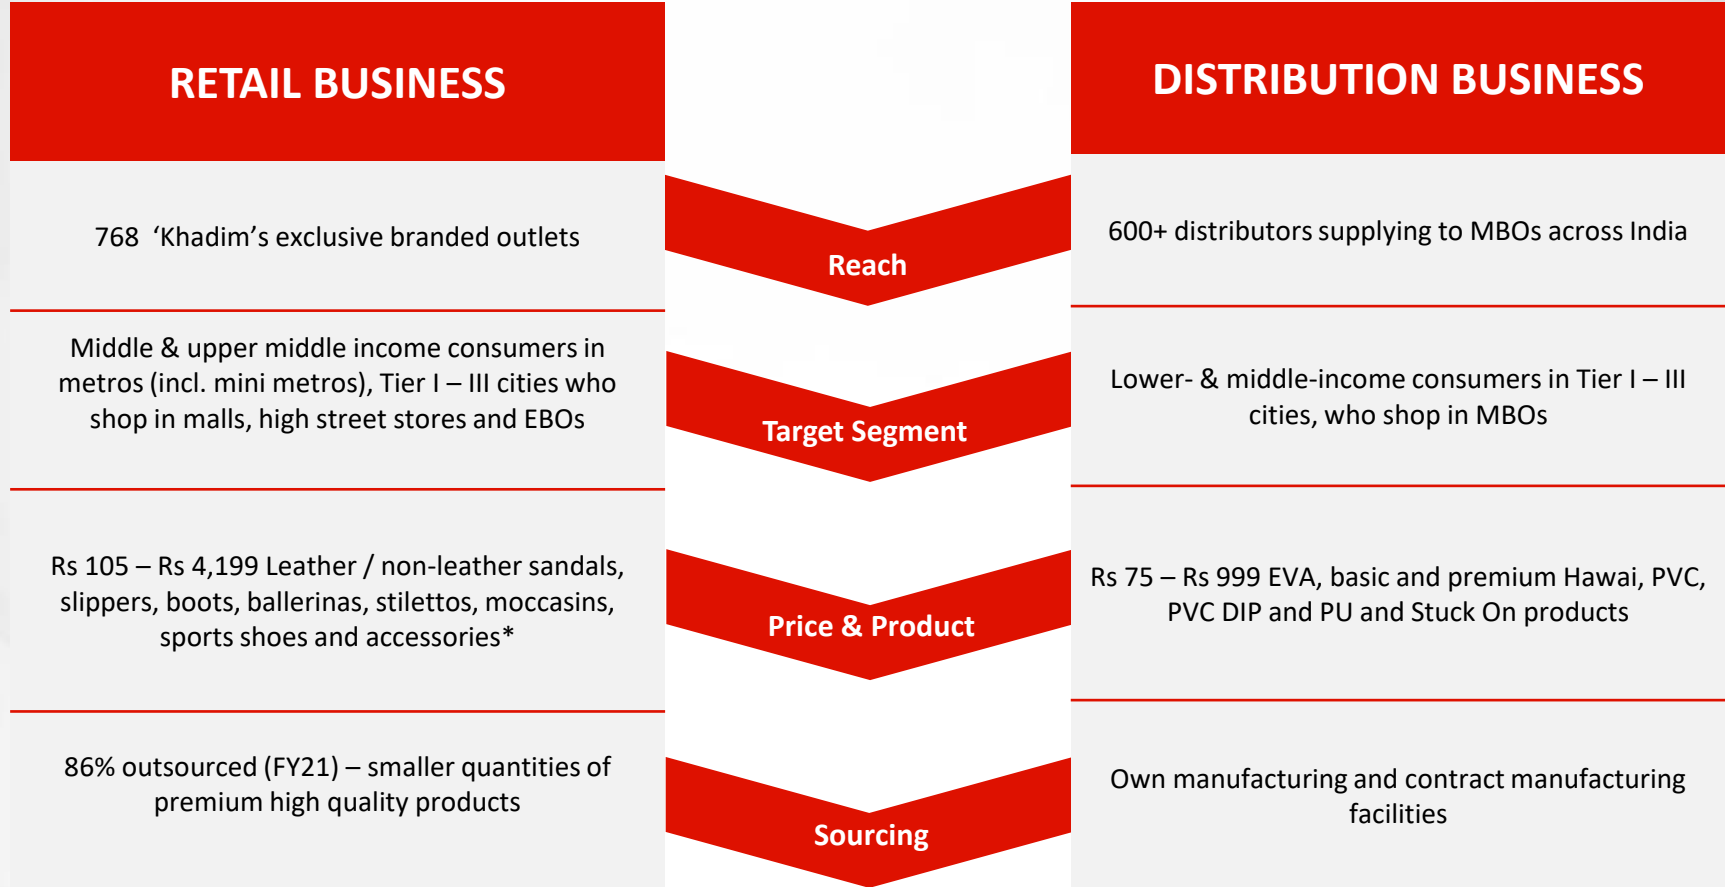 RETAIL BUSINESS
DISTRIBUTION BUSINESS
768  ‘Khadim’s exclusive branded outlets
Reach
600+ distributors supplying to MBOs across India
Middle & upper middle income consumers in
metros (incl. mini metros), Tier I – III cities who
shop in malls, high street stores and EBOs
Target Segment
Lower- & middle-income consumers in Tier I – III
cities, who shop in MBOs
Rs 105 – Rs 4,199 Leather / non-leather sandals,
slippers, boots, ballerinas, stilettos, moccasins,
sports shoes and accessories*
Price & Product
Rs 75 – Rs 999 EVA, basic and premium Hawai, PVC,
PVC DIP and PU and Stuck On products
86% outsourced (FY21) – smaller quantities of
premium high quality products
Sourcing
Own manufacturing and contract manufacturing
facilities